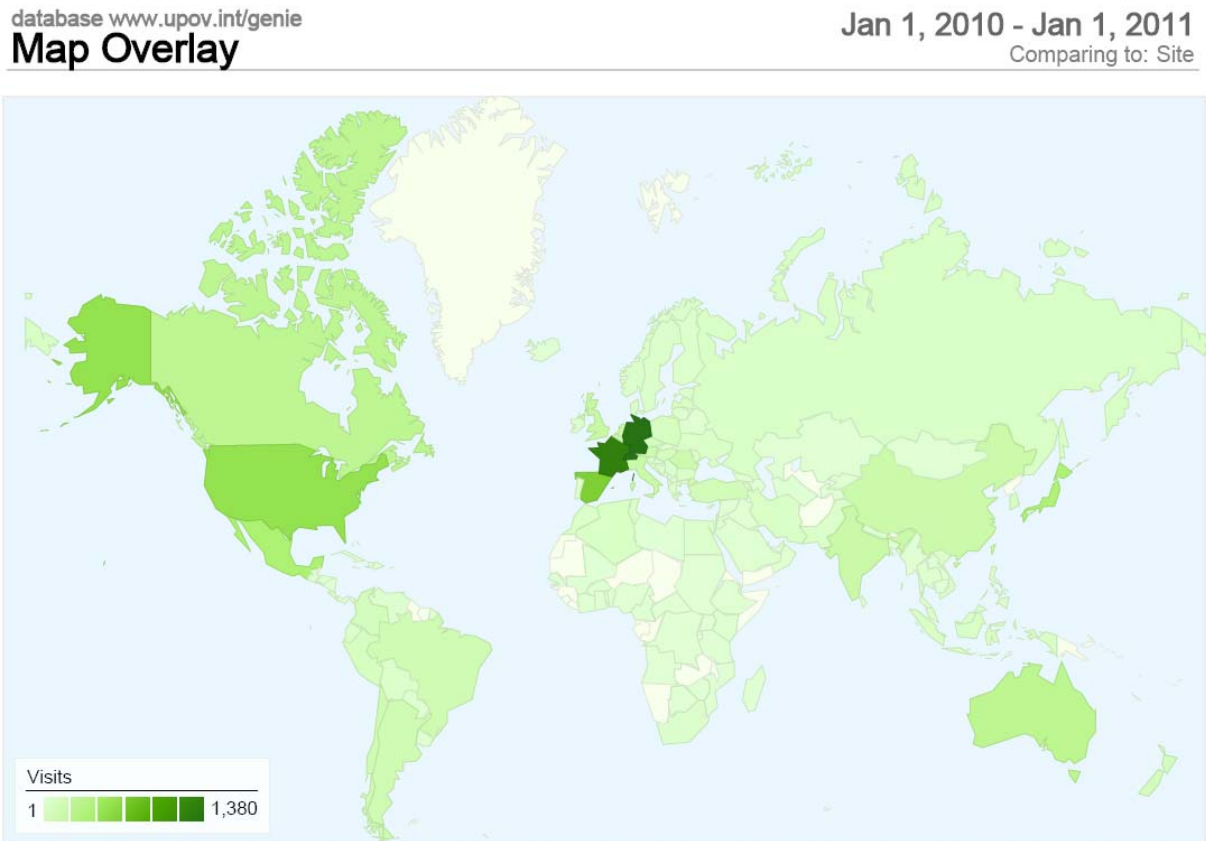 database www.upov.int/genie
Map Overlay
Jan 1, 2010 - Jan 1, 2011
Comparing to: Site
Visits
1 1,380